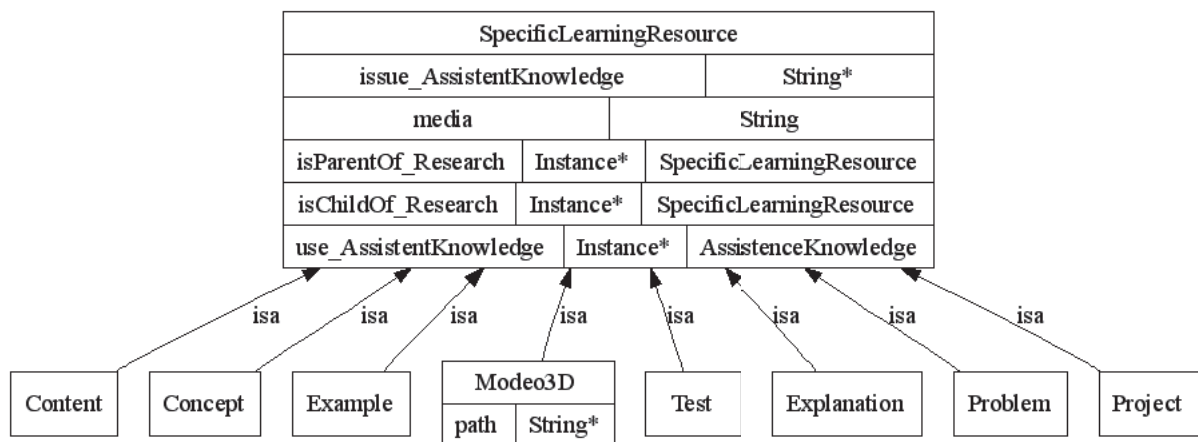 SpecificLearningResource
issue_AssistentKnowledge String*
media String
isParentOf_Research Instance* SpecificLearningResource
isChildOf_Research Instance* SpecificLearningResource
use_AssistentKnowledge Instance* AssistenceKnowledge
isa isa isa isa isa isa isa isa
Content Concept Example Modeo3D Test Explanation Problem Project
path String*